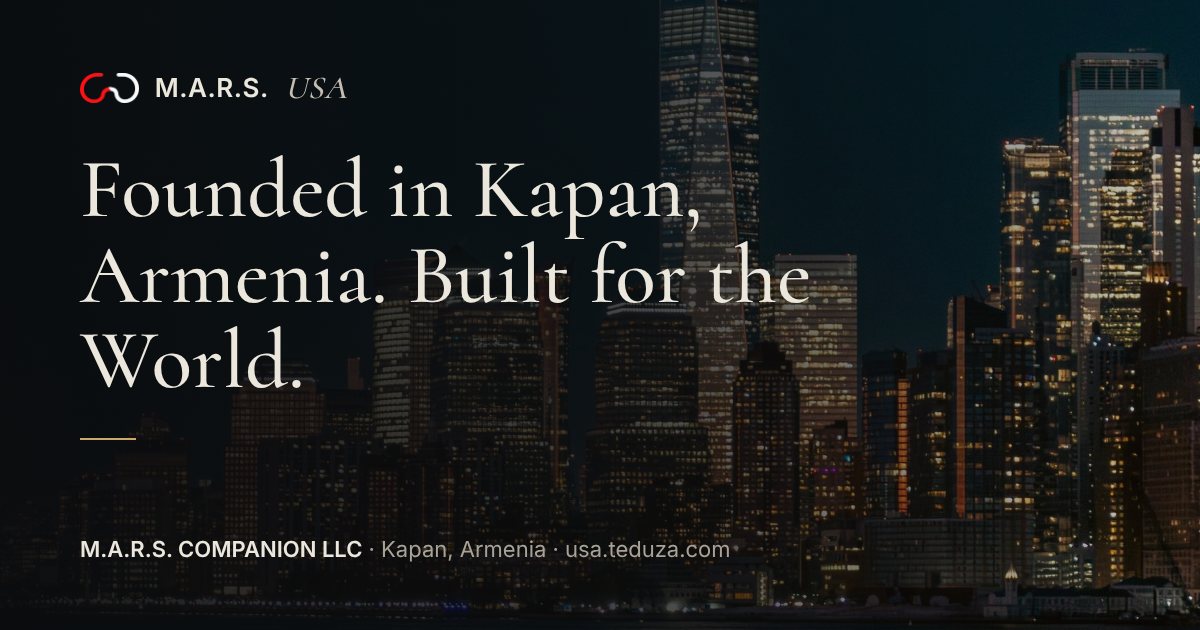 M.A.R.S. USA
Founded in Kapan,
Armenia. Built for the
World.
M.A.R.S. COMPANION LLC · Kapan, Armenia · usa.teduza.com